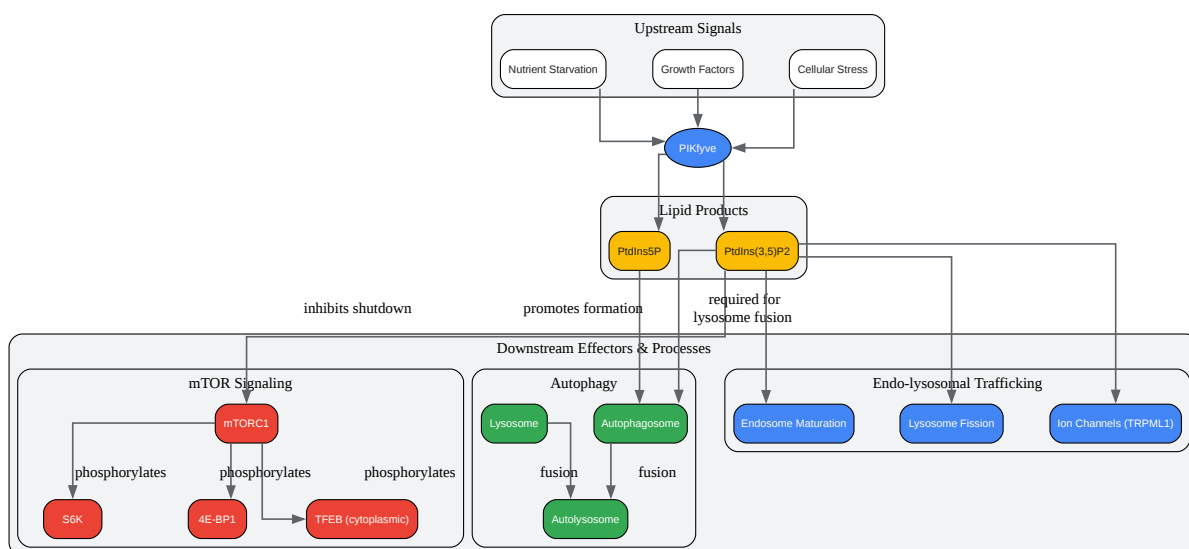 Upstream Signals
Nutrient Starvation
Growth Factors
Cellular Stress
PIKfyve
Lipid Products
PtdIns5P
PtdIns(3,5)P2
inhibits shutdown
promotes formation
required for
lysosome fusion
Downstream Effectors & Processes
mTOR Signaling
Autophagy
Endo-lysosomal Trafficking
mTORC1
Lysosome
Autophagosome
Endosome Maturation
Lysosome Fission
Ion Channels (TRPML1)
phosphorylates
phosphorylates
phosphorylates
fusion
fusion
S6K
4E-BP1
TFEB (cytoplasmic)
Autolysosome